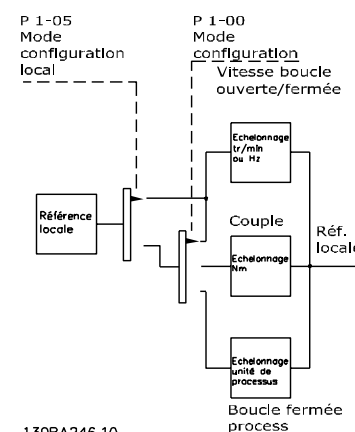 P 1-05
Mode
configuration
local
P 1-00
Mode
configuration
Vitesse boucle
ouverte/fermée
Echelonnage
tr/min
ou Hz
Référence
locale
Couple
Echelonnage
Nm
Réf.
locale
Echelonnage
unité de
processus
Boucle fermée
process
130BA246.10